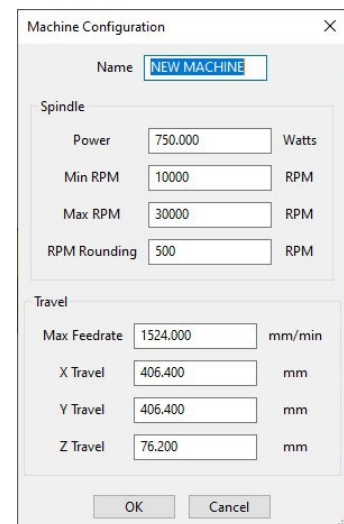 Machine Configuration
Name NEW MACHINE
Spindle
Power 750.000 Watts
Min RPM 10000 RPM
Max RPM 30000 RPM
RPM Rounding 500 RPM
Travel
Max Feedrate 1524.000 mm/min
X Travel 406.400 mm
Y Travel 406.400 mm
Z Travel 76.200 mm
OK Cancel